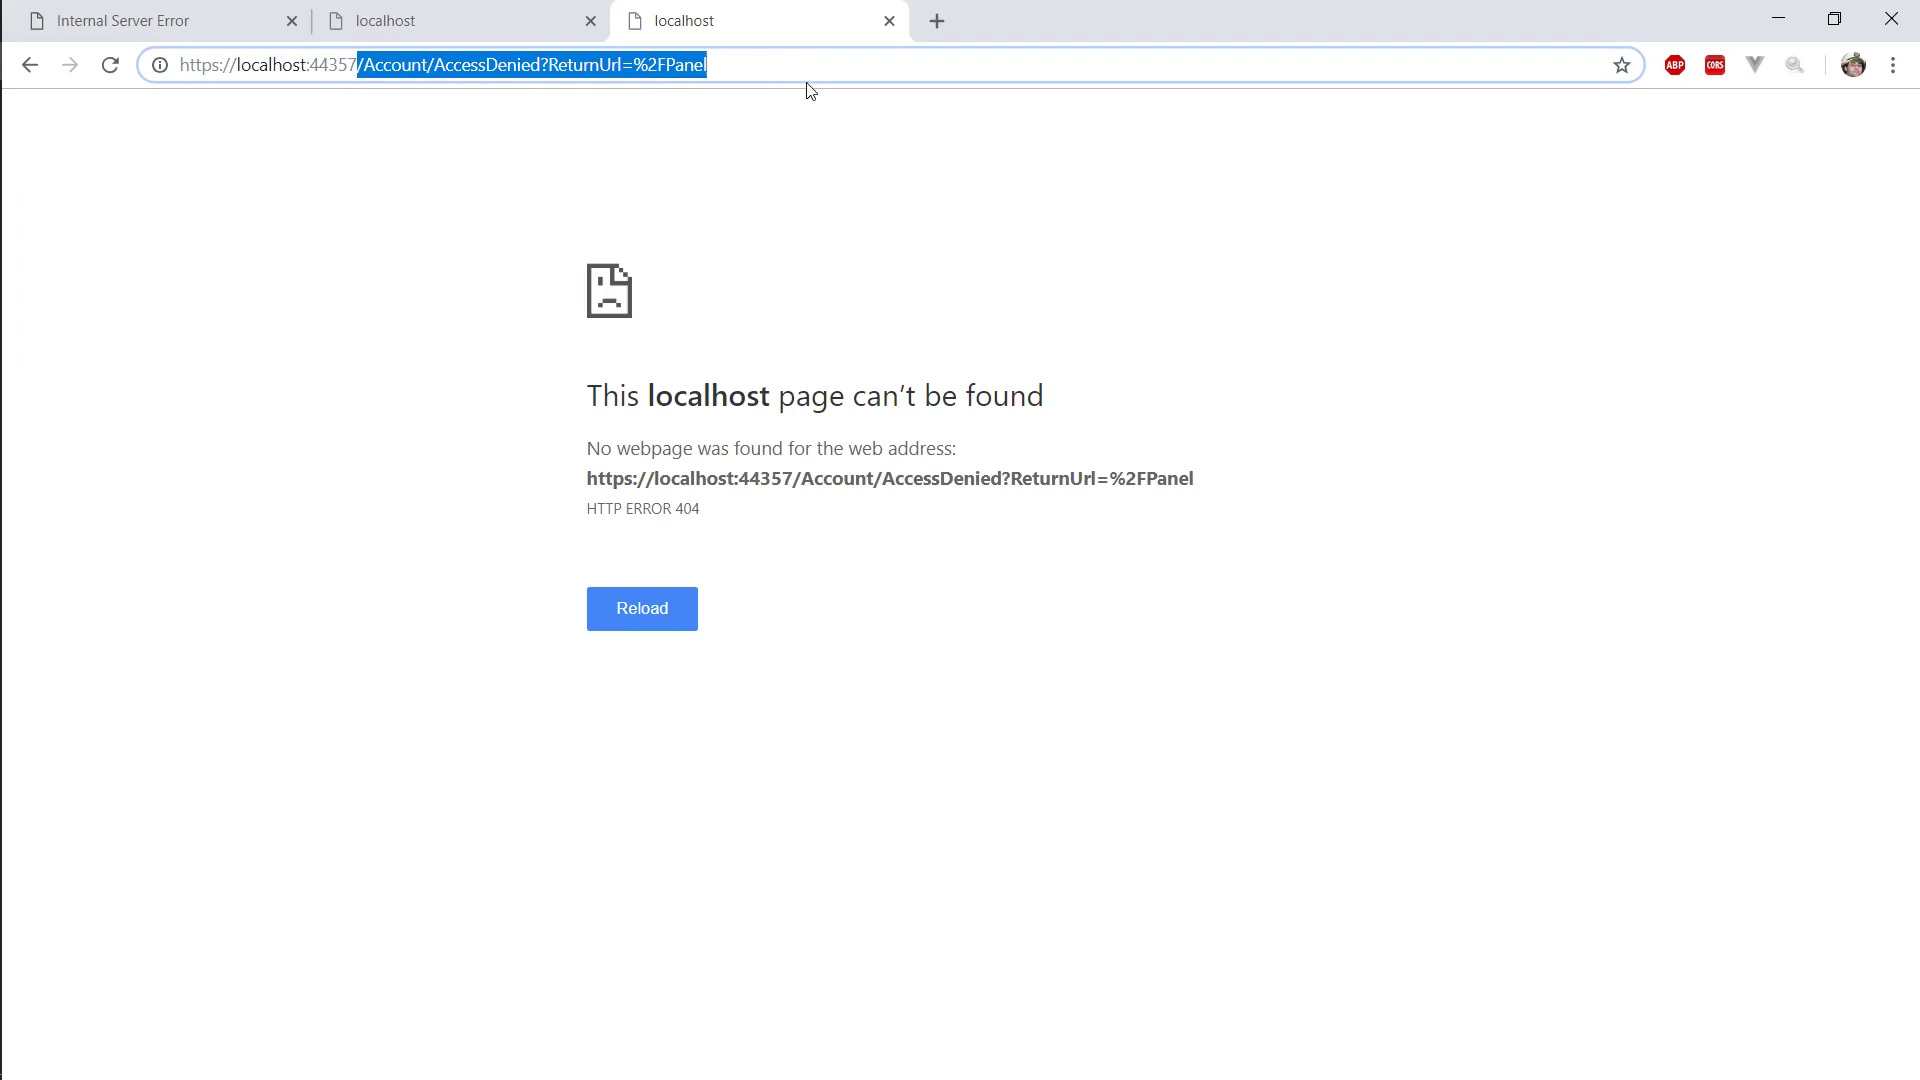 Internal Server Error
localhost
localhost
https://localhost:44357/Account/AccessDenied?ReturnUrl=%2FPanel
ABP
CORS
This localhost page can’t be found
No webpage was found for the web address:
https://localhost:44357/Account/AccessDenied?ReturnUrl=%2FPanel
HTTP ERROR 404
Reload